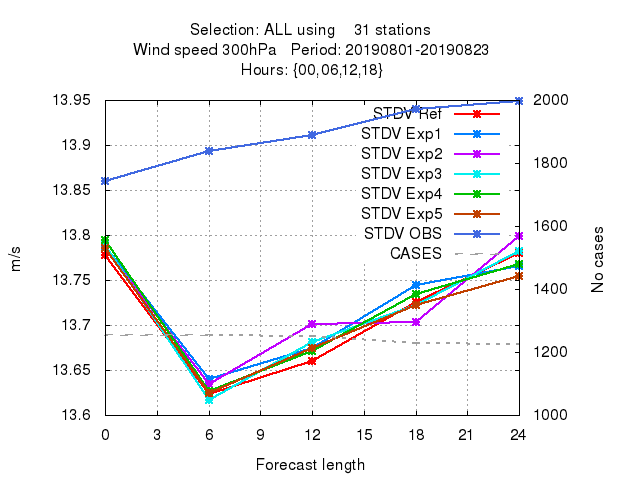 Selection: ALL using    31 stations
Wind speed 300hPa   Period: 20190801-20190823
Hours: {00,06,12,18}
13.95
13.9
13.85
13.8
13.75
13.7
13.65
13.6
2000
1800
1600
1400
1200
1000
m/s
No cases
STDV Ref
STDV Exp1
STDV Exp2
STDV Exp3
STDV Exp4
STDV Exp5
STDV OBS
CASES
0 3 6 9 12 15 18 21 24
Forecast length